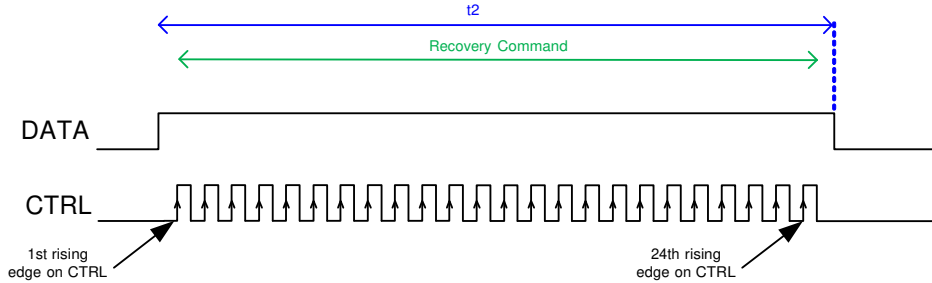 t2
Recovery Command
DATA
CTRL
1st rising
edge on CTRL
24th rising
edge on CTRL